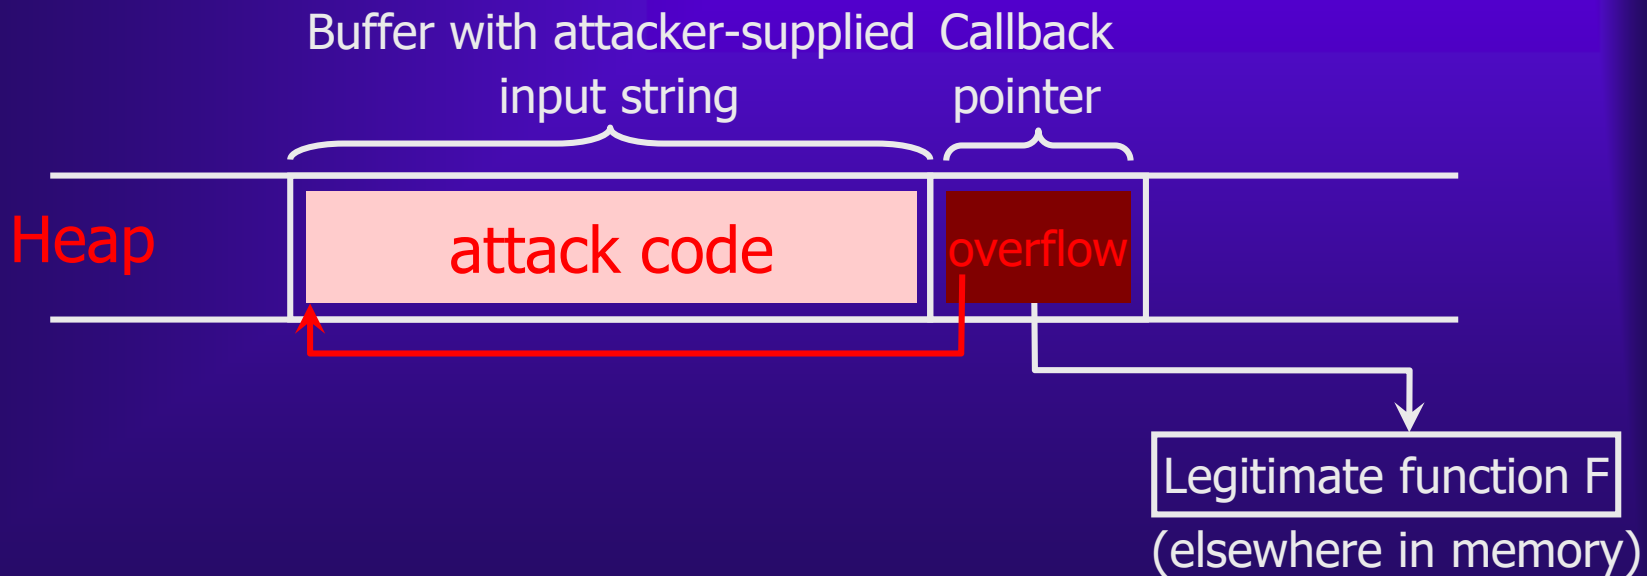 Buffer with attacker-supplied
input string
Callback
pointer
Heap
attack code
overflow
Legitimate function F
(elsewhere in memory)